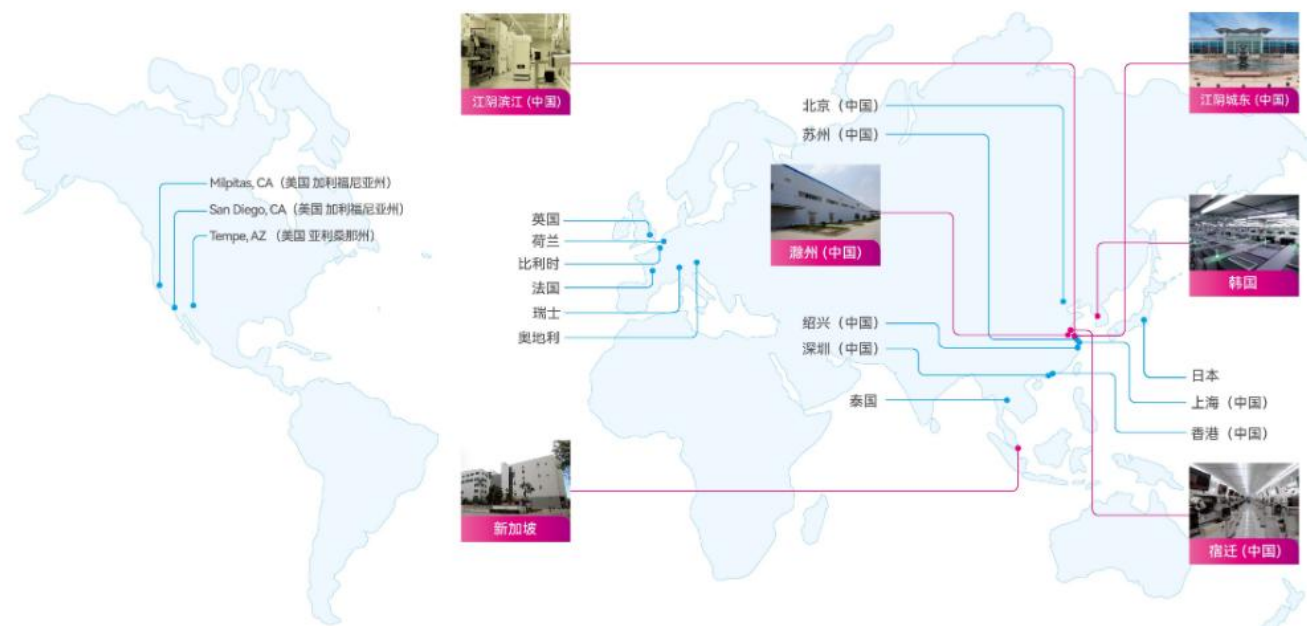 江阴滨江 (中国)
江阴城东 (中国)
北京（中国）
苏州（中国）
Milpitas, CA（美国 加利福尼亚州）
San Diego, CA（美国 加利福尼亚州）
Tempe, AZ （美国 亚利桑那州）
英国
荷兰
比利时
法国
瑞士
奥地利
滁州 (中国)
韩国
绍兴（中国）
深圳（中国）
泰国
日本
上海（中国）
香港（中国）
新加坡
宿迁 (中国)